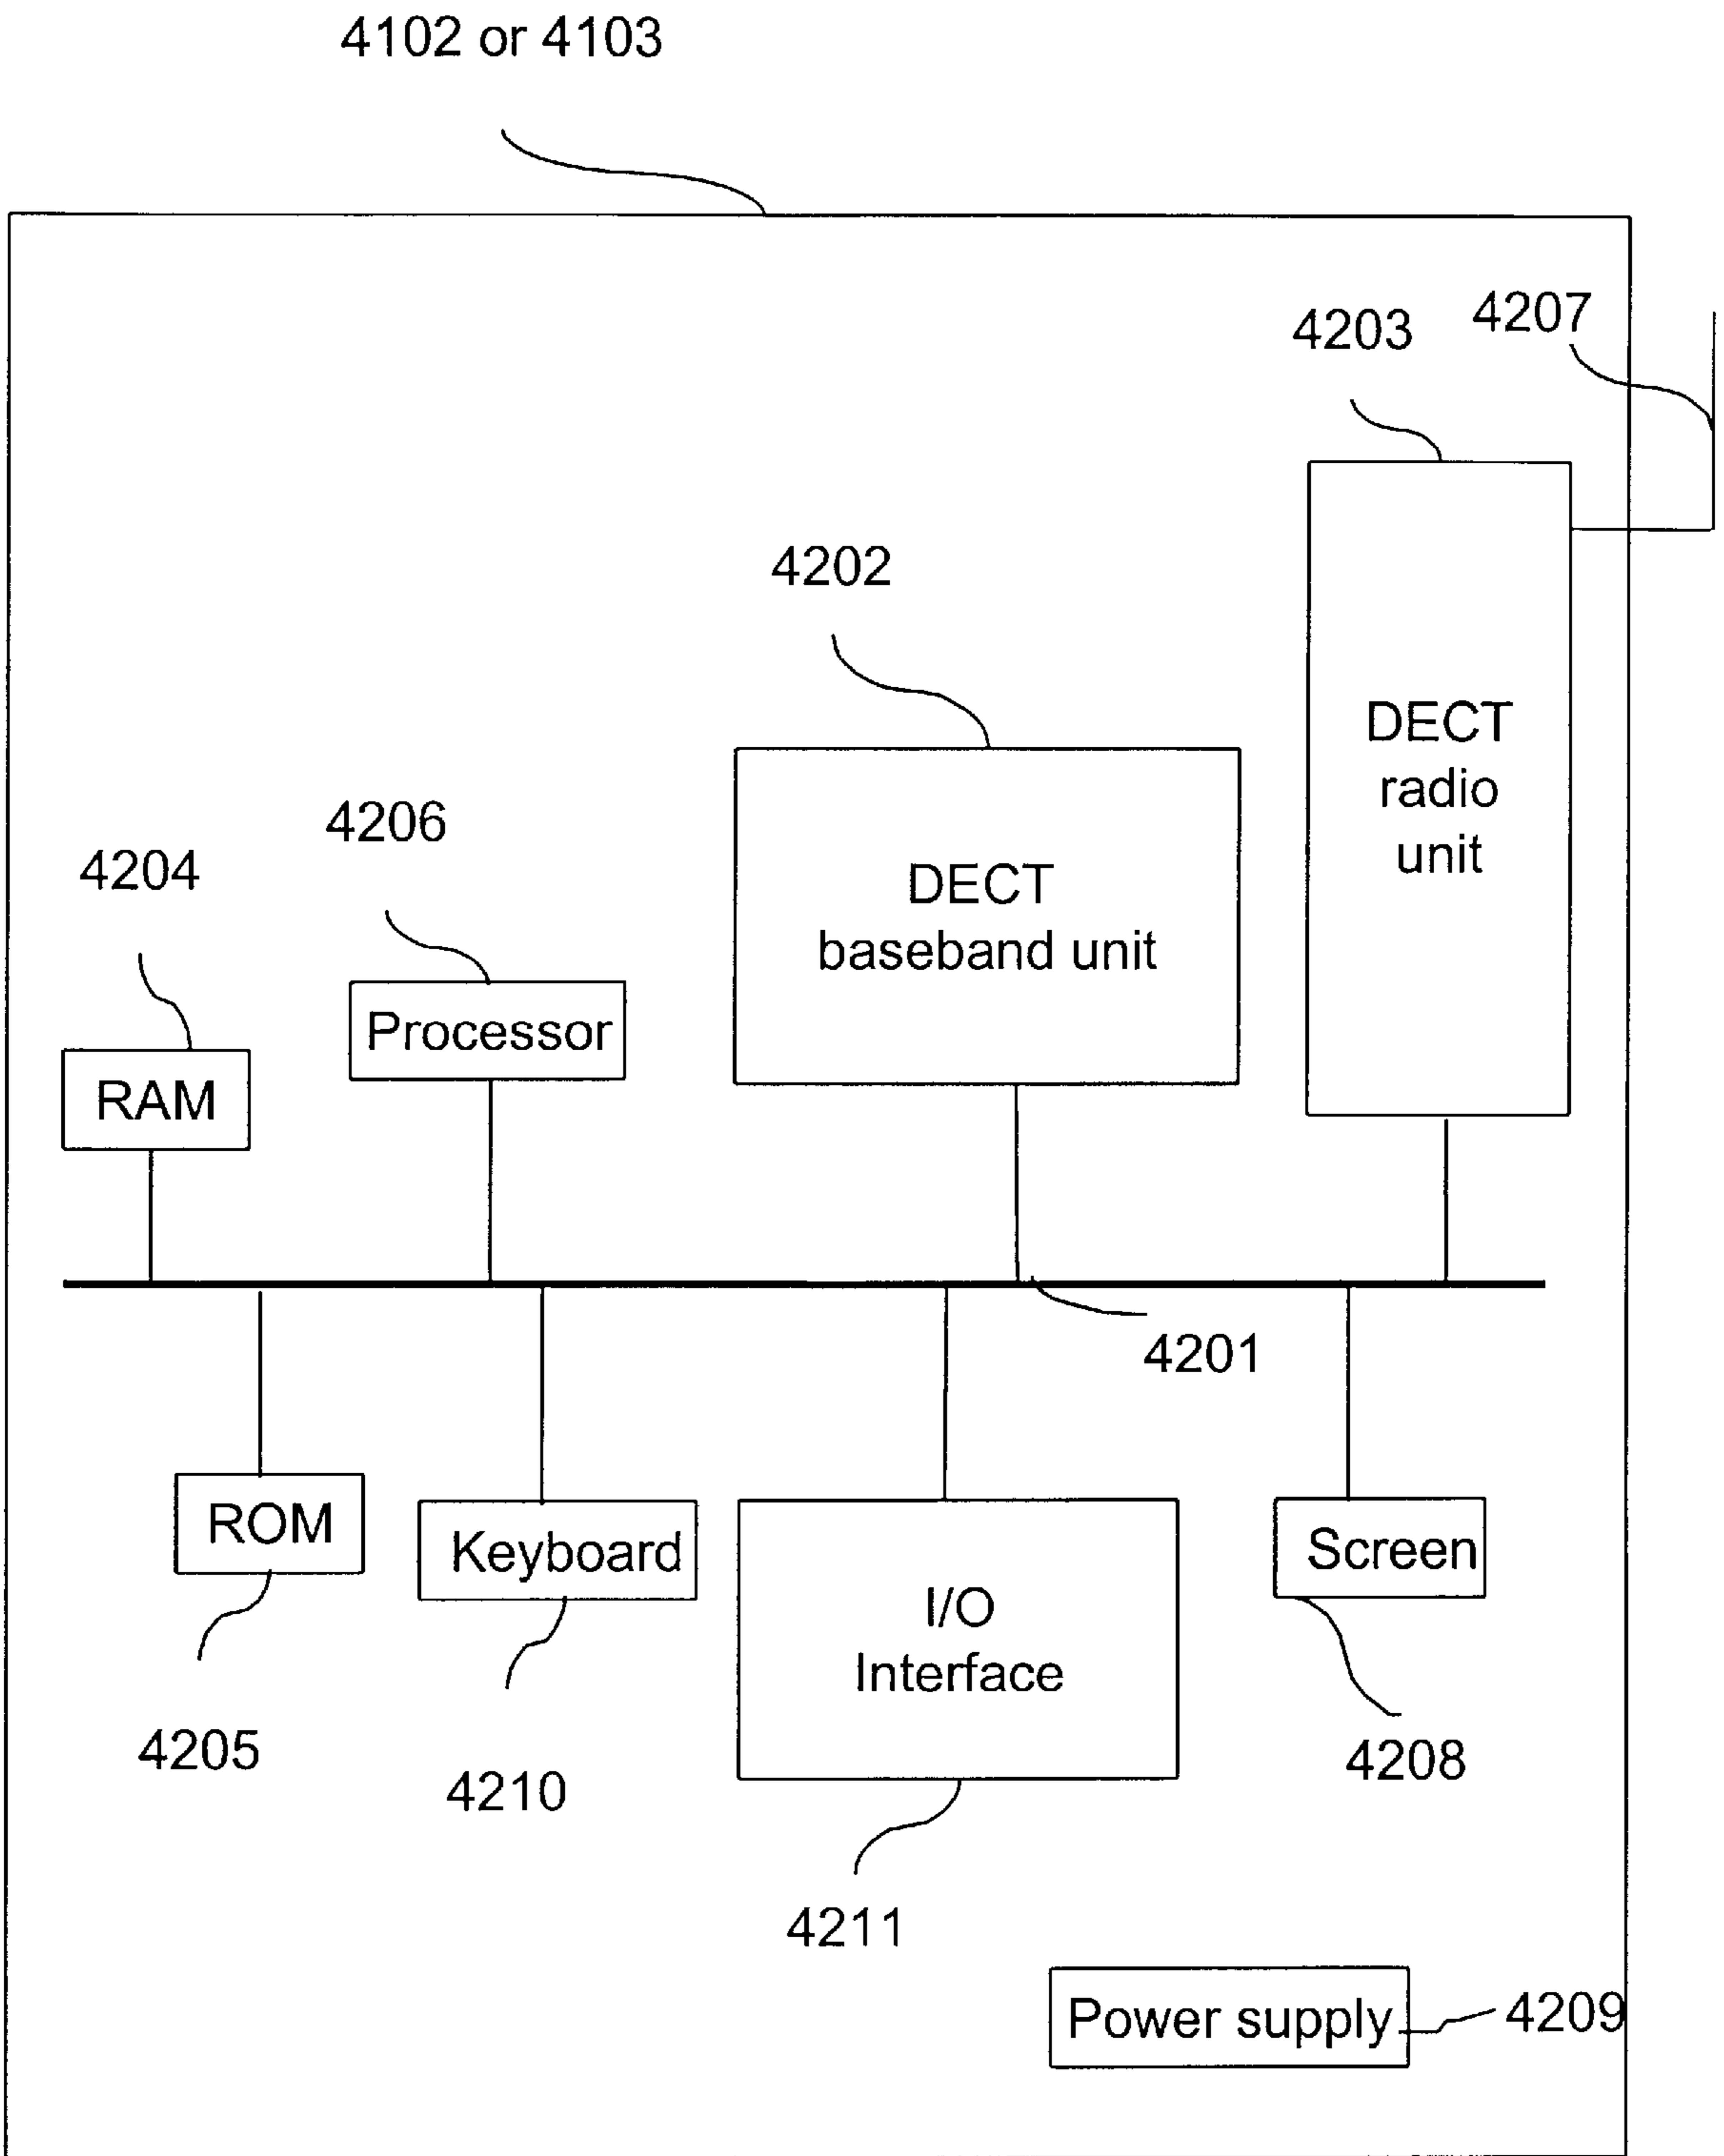 4102 or 4103
4207
4203
4202
DECT
radio
unit
4206
4204
DECT
baseband unit
Processor
RAM
4201
ROM
Keyboard
I/O
Interface
Screen
4205
4210
4208
4211
Power supply
4209